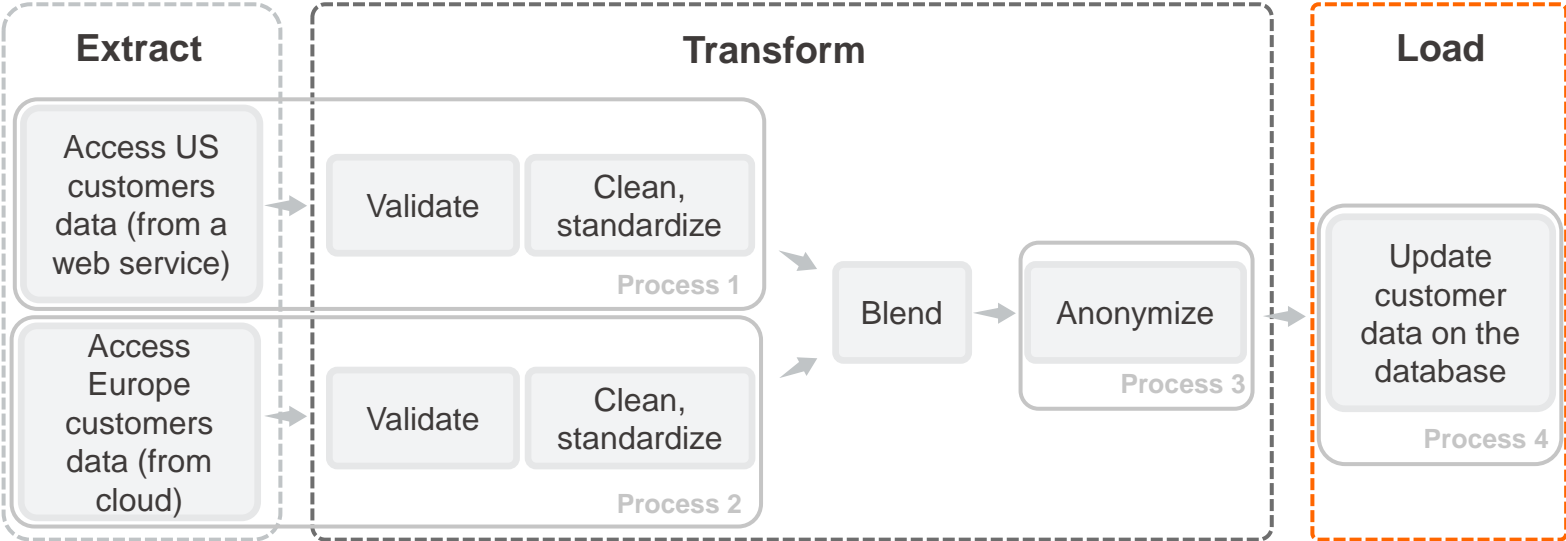 Extract
Transform
Load
Access US
customers
data (from a
web service)
Validate
Clean,
standardize
Process 1
Access
Europe
customers
data (from
cloud)
Validate
Clean,
standardize
Process 2
Blend
Anonymize
Process 3
Update
customer
data on the
database
Process 4